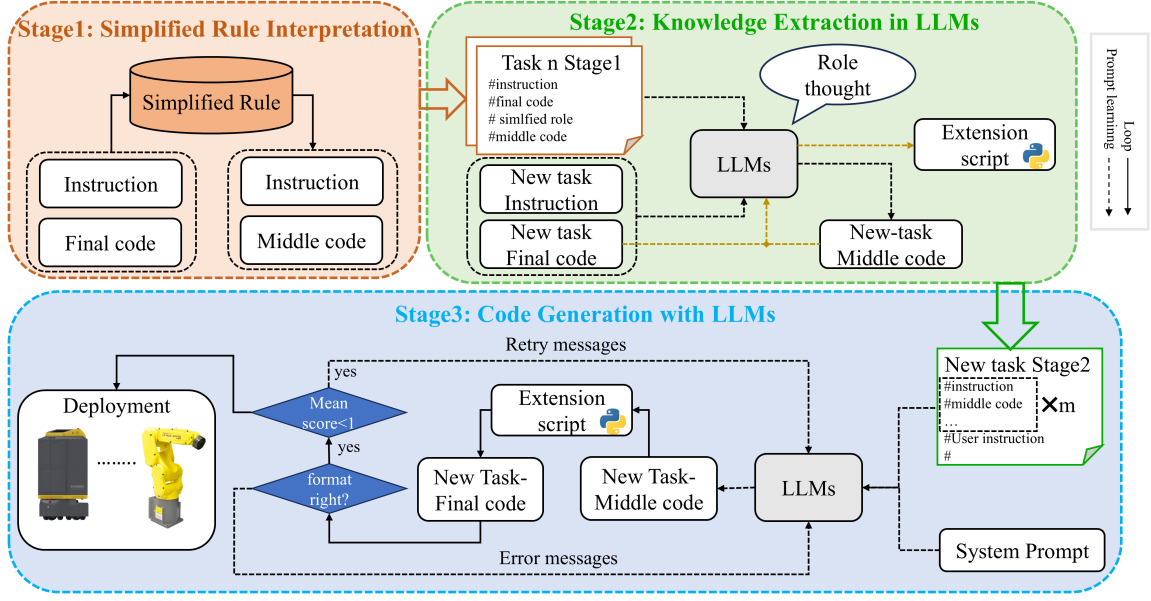 Stage1: Simplified Rule Interpretation
Simplified Rule
Instruction
Final code
Instruction
Middle code
Stage2: Knowledge Extraction in LLMs
Task n Stage1
#instruction
#final code
# simlfied role
#middle code
New task
Instruction
New task
Final code
LLMs
Role
thought
Extension
script
New-task
Middle code
Prompt learninng
Loop
Stage3: Code Generation with LLMs
Deployment
........
yes
Mean
score<1
yes
format
right?
Retry messages
Extension
script
New Task-
Final code
New Task-
Middle code
Error messages
LLMs
New task Stage2
#instruction
#middle code
...
×m
#User instruction
#
System Prompt